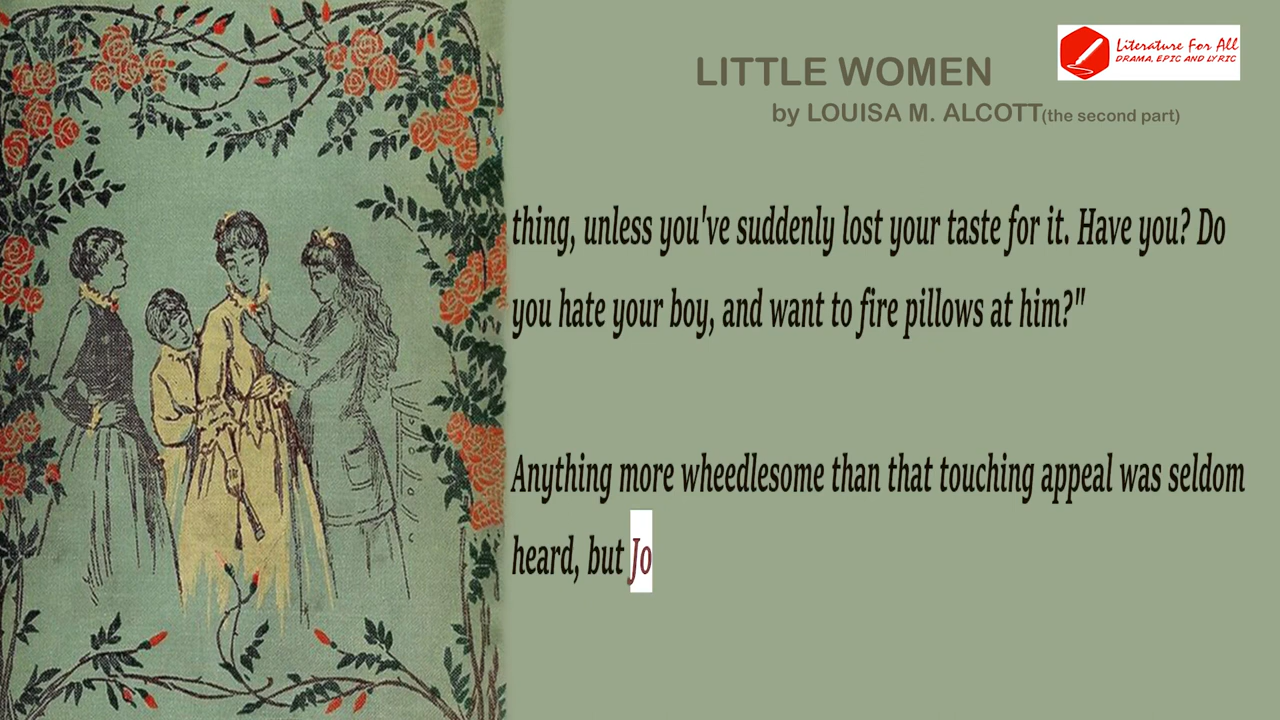 LITTLE WOMEN
by LOUISA M. ALCOTT(the second part)
Literature For All
DRAMA, EPIC AND LYRIC
thing, unless you've suddenly lost your taste for it. Have you? Do
you hate your boy, and want to fire pillows at him?"
Anything more wheedlesome than that touching appeal was seldom
heard, but Jo